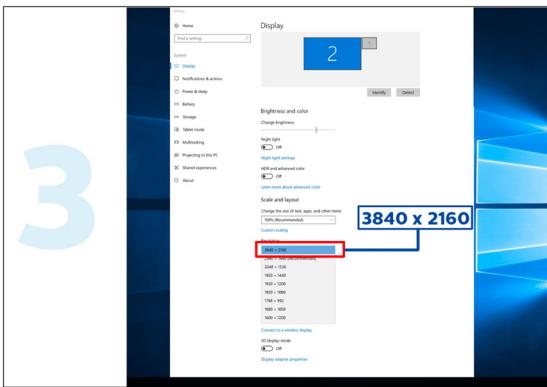 3
Settings
Home
Find a setting
System
Display
Notifications & actions
Power & sleep
Battery
Storage
Tablet mode
Multitasking
Projecting to this PC
Shared experiences
About
Display
2
1
Identify
Detect
Brightness and color
Change brightness
Night light
Off
Night light settings
HDR and advanced color
Off
Learn more about advanced color
Scale and layout
Change the size of text, apps, and other items
Custom scaling
Resolution
3840 × 2160
3840 x 2160
2048 × 1536
1920 × 1440
1920 × 1200
1920 × 1080
1680 × 1050
1600 × 1200
Connect to a wireless display
3D display mode
Off
Display adapter properties